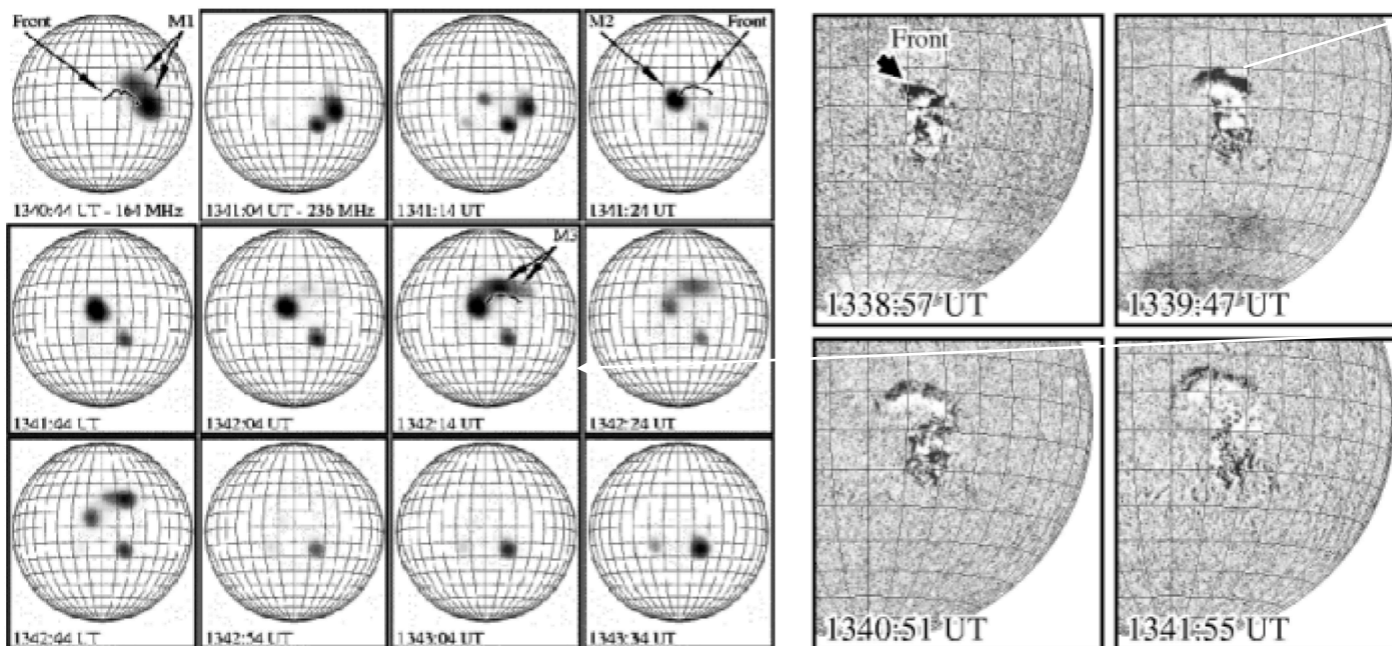 Front
M1
M2
Front
1340:44 UT - 164 MHz
1341:04 UT - 236 MHz
1341:14 UT
1341:24 UT
M3
1341:44 UT
1342:04 UT
1342:14 UT
1342:24 UT
1342:44 UT
1342:54 UT
1343:04 UT
1343:34 UT
Front
1338:57 UT
1339:47 UT
1340:51 UT
1341:55 UT